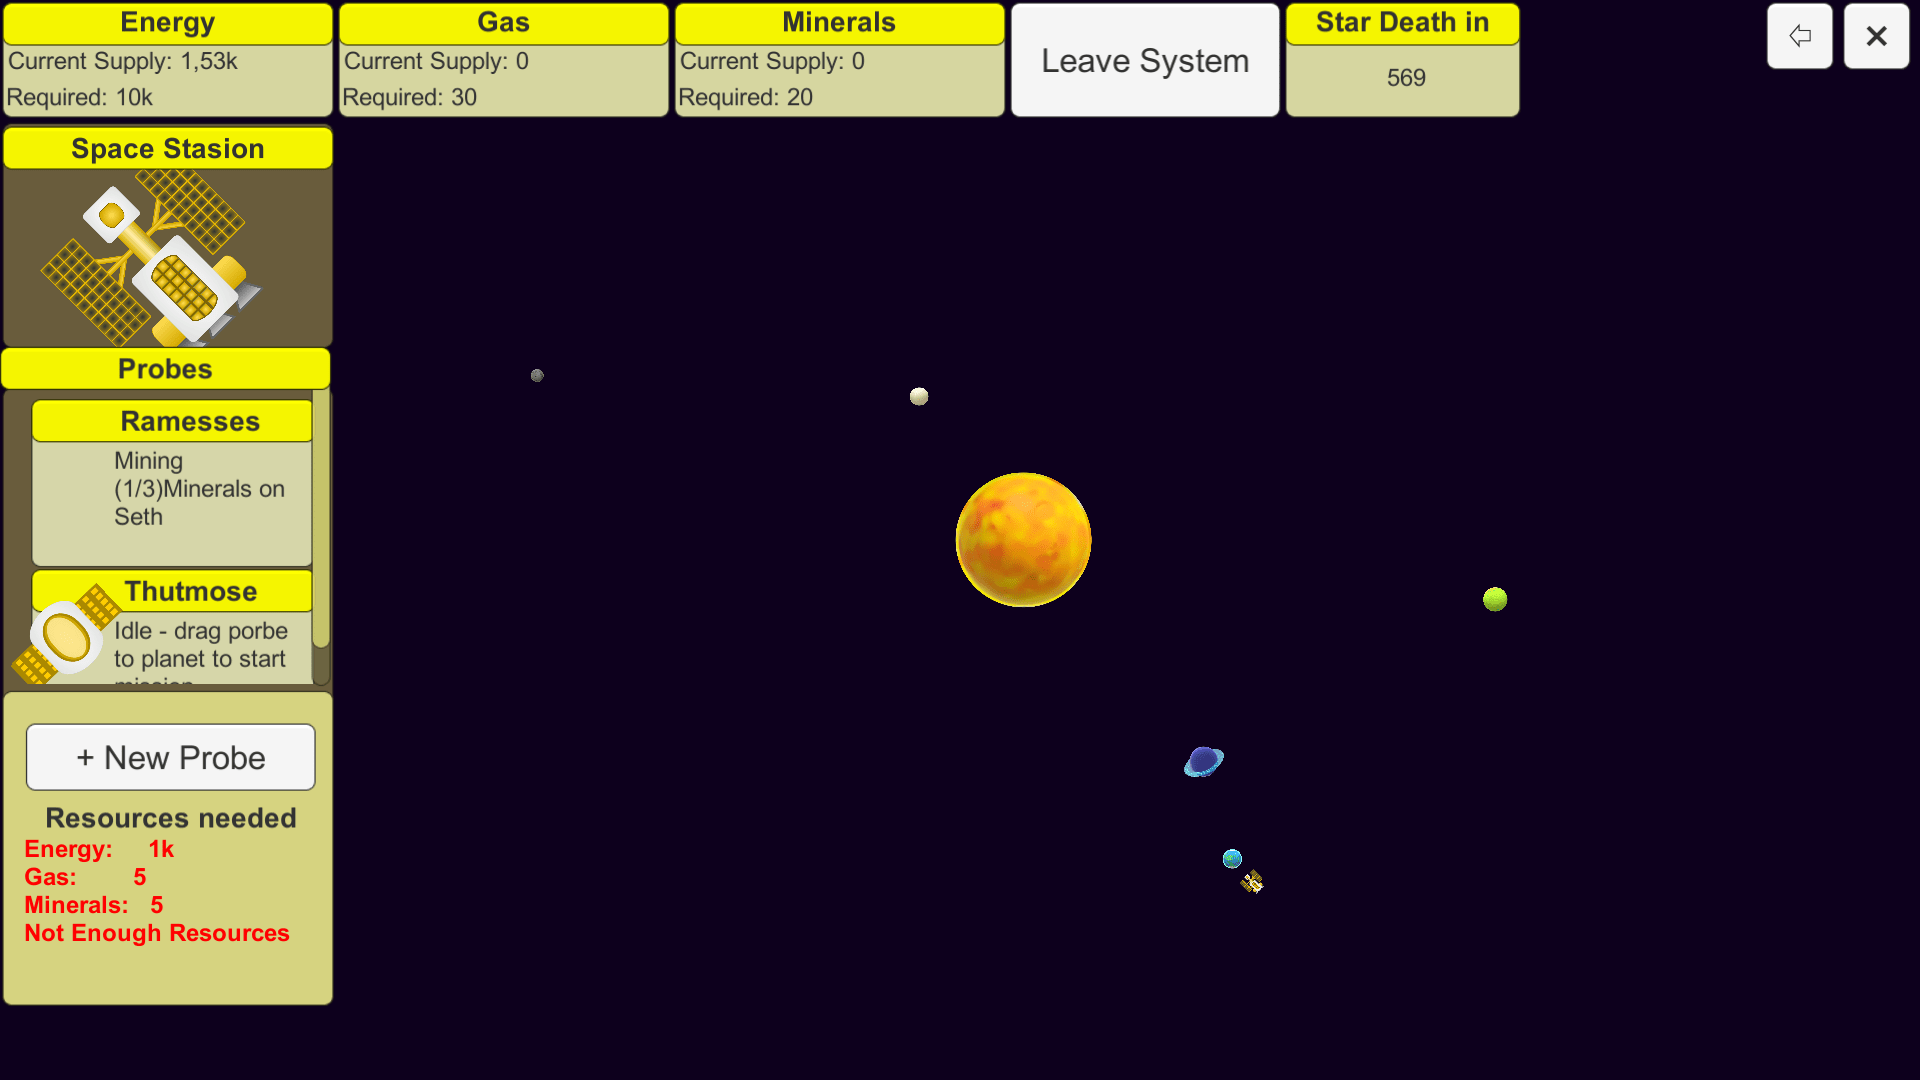 Energy
Current Supply: 1,53k
Required: 10k
Gas
Current Supply: 0
Required: 30
Minerals
Current Supply: 0
Required: 20
Leave System
Star Death in
569
Space Stasion
Probes
Ramesses
Mining
(1/3)Minerals on
Seth
Thutmose
Idle - drag porbe
to planet to start
mission
+ New Probe
Resources needed
Energy: 1k
Gas: 5
Minerals: 5
Not Enough Resources